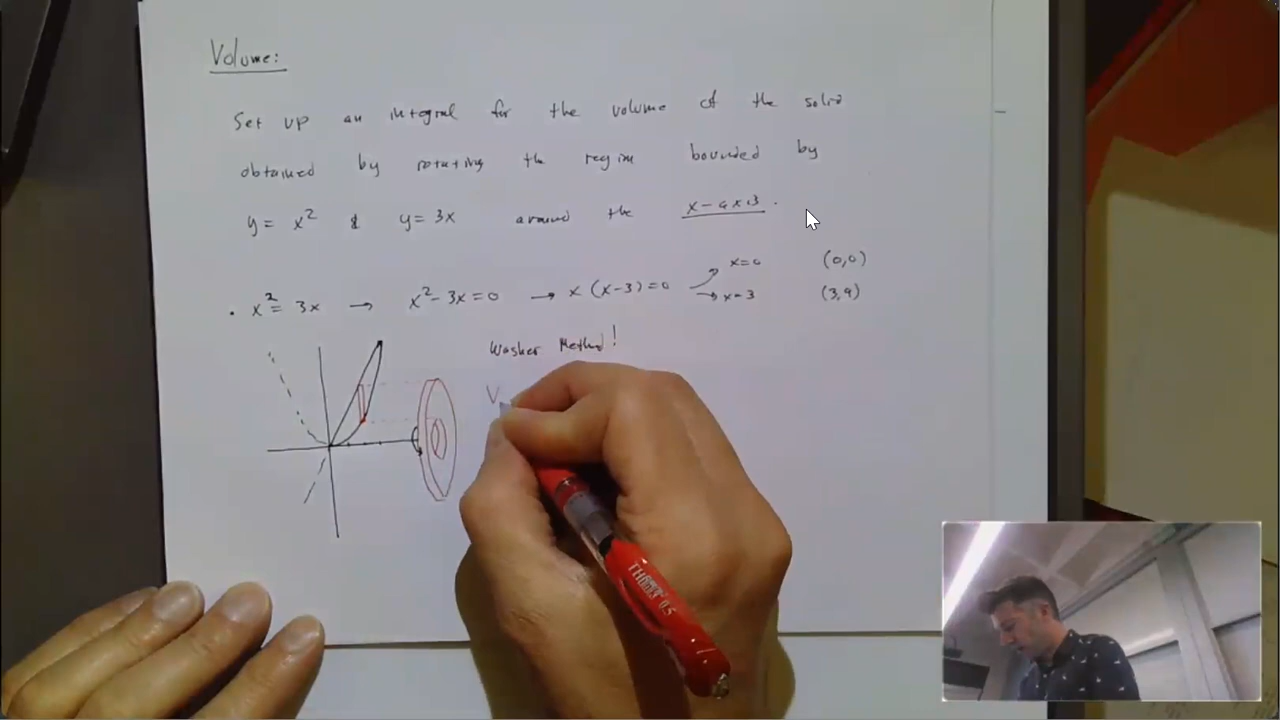 Volume:
Set up an integral for the volume of the solid
obtained by rotating the region bounded by
y = x² & y = 3x around the x-axis.
• x² = 3x → x² - 3x = 0 → x (x-3) = 0 → x=0 (0,0)
→ x=3 (3,9)
Washer Method!
V
0.5